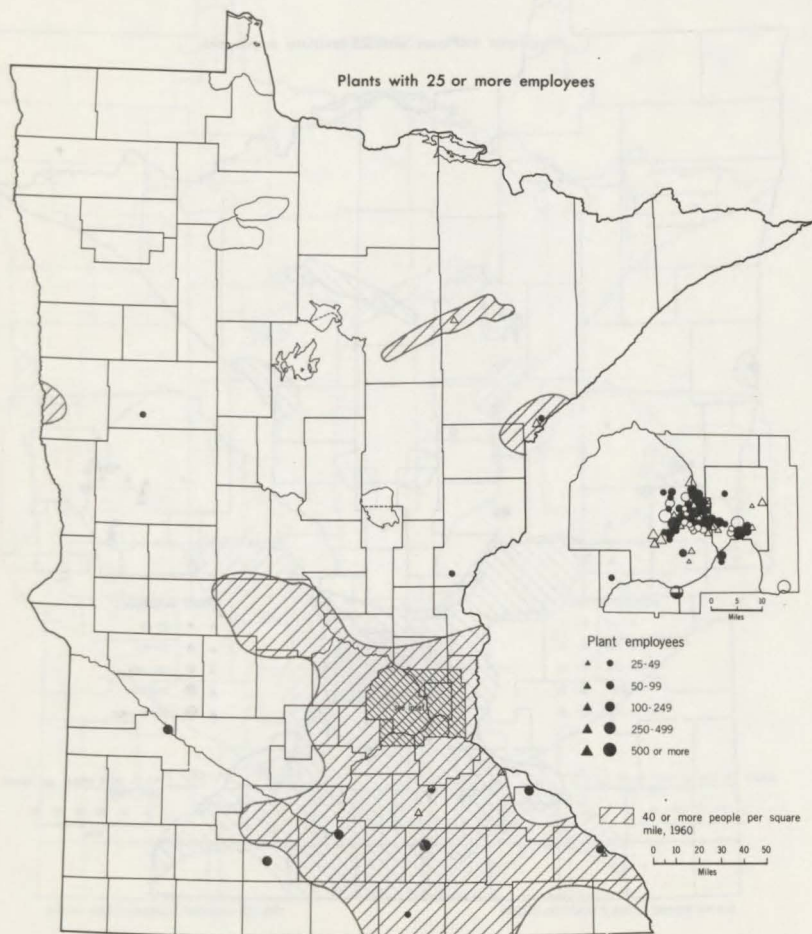 Plants with 25 or more employees
see inset
0 5 10
Miles
Plant employees
25-49
50-99
100-249
250-499
500 or more
40 or more people per square
mile, 1960
0 10 20 30 40 50
Miles